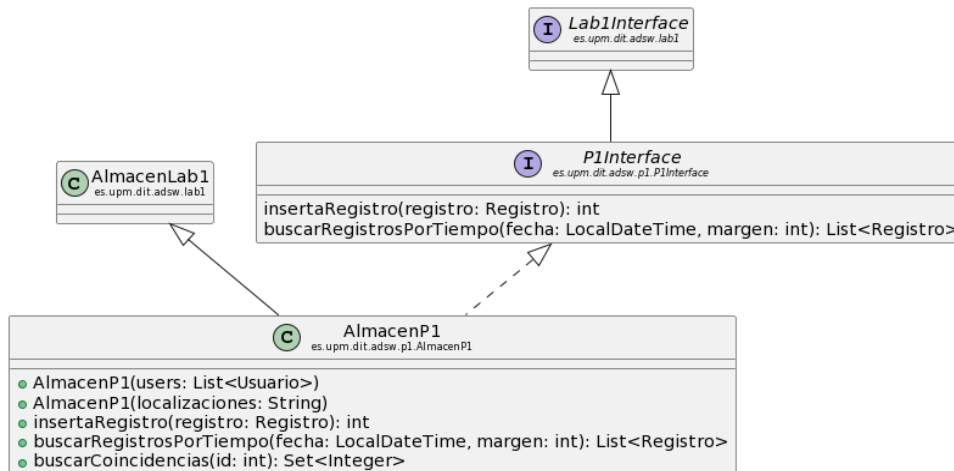 I Lab1Interface
es.upm.dit.adsw.lab1
I P1Interface
es.upm.dit.adsw.p1.P1Interface
insertaRegistro(registro: Registro): int
buscarRegistrosPorTiempo(fecha: LocalDateTime, margen: int): List<Registro>
C AlmacenLab1
es.upm.dit.adsw.lab1
C AlmacenP1
es.upm.dit.adsw.p1.AlmacenP1
AlmacenP1(users: List<Usuario>)
AlmacenP1(localizaciones: String)
insertaRegistro(registro: Registro): int
buscarRegistrosPorTiempo(fecha: LocalDateTime, margen: int): List<Registro>
buscarCoincidencias(id: int): Set<Integer>